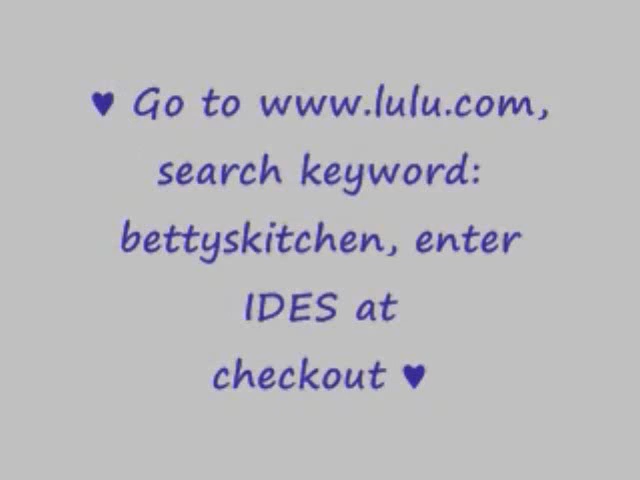 ♥ Go to www.lulu.com,
search keyword:
bettyskitchen, enter
IDES at
checkout ♥